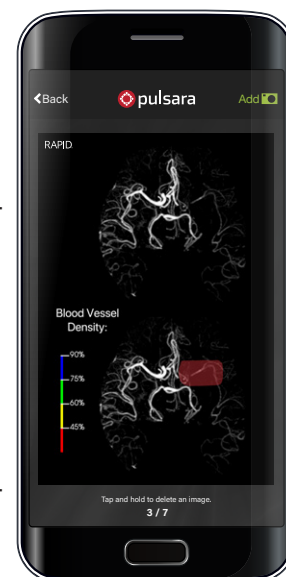 Back
pulsara
Add
RAPID
Blood Vessel
Density:
90%
75%
60%
45%
Tap and hold to delete an image.
3 / 7